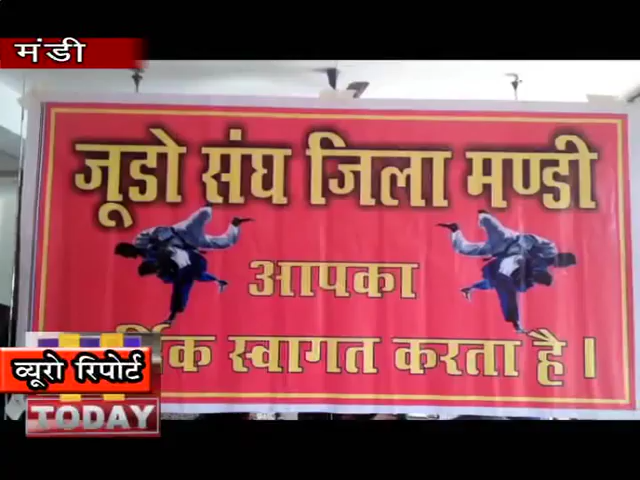 मंडी
जूडो संघ जिला मण्डी
आपका
स्वागत करता है।
ब्यूरो रिपोर्ट
TODAY